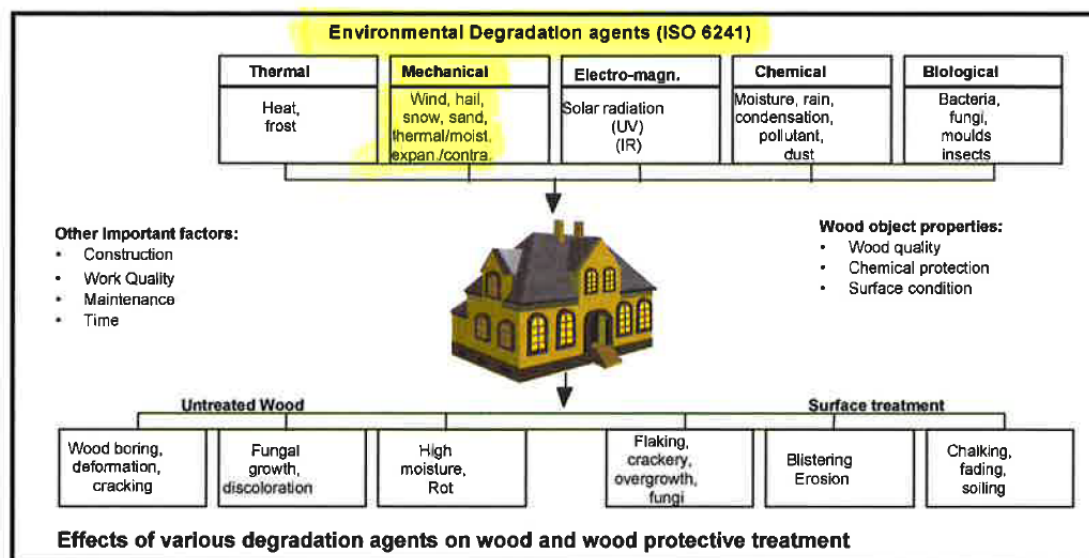 Environmental Degradation agents (ISO 6241)
Thermal
Heat,
frost
Mechanical
Wind, hail,
snow, sand,
thermal/moist.
expan./contra.
Electro-magn.
Solar radiation
(UV)
(IR)
Chemical
Moisture, rain,
condensation,
pollutant,
dust
Biological
Bacteria,
fungi,
moulds
insects
Other important factors:
• Construction
• Work Quality
• Maintenance
• Time
Wood object properties:
• Wood quality
• Chemical protection
• Surface condition
Untreated Wood
Surface treatment
Wood boring,
deformation,
cracking
Fungal
growth,
discoloration
High
moisture,
Rot
Flaking,
crackery,
overgrowth,
fungi
Blistering
Erosion
Chalking,
fading,
soiling
Effects of various degradation agents on wood and wood protective treatment